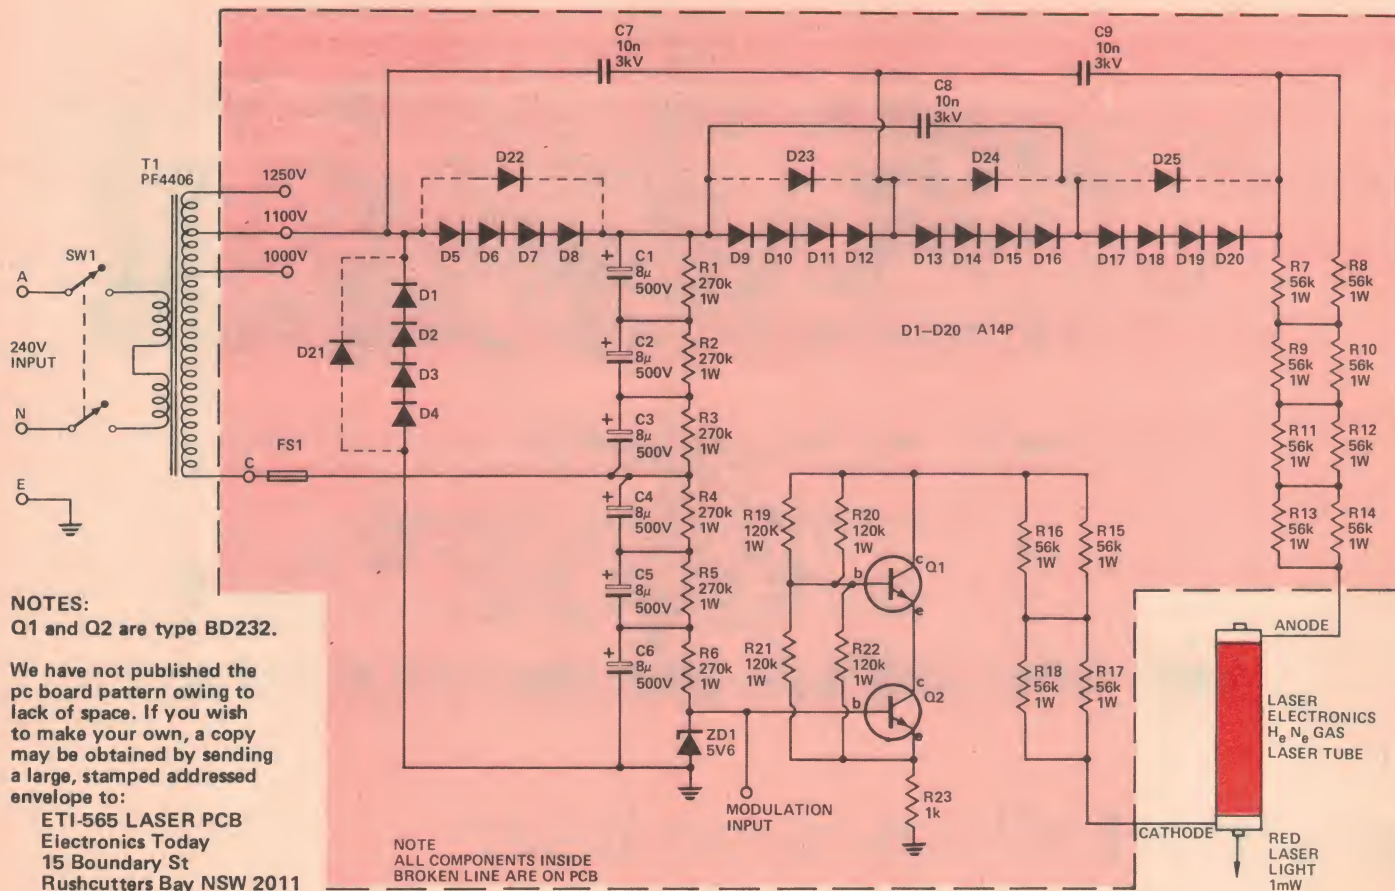 C7
10n
3kV
C9
10n
3kV
C8
10n
3kV
T1
PF4406
1250V
1100V
1000V
D22
D23
D24
D25
D5 D6 D7 D8
D9 D10 D11 D12
D13 D14 D15 D16
D17 D18 D19 D20
SW1
A
240V
INPUT
N
E
C
FS1
D21
D1
D2
D3
D4
+
C1
8μ
500V
R1
270k
1W
+
C2
8μ
500V
R2
270k
1W
+
C3
8μ
500V
R3
270k
1W
+
C4
8μ
500V
R4
270k
1W
+
C5
8μ
500V
R5
270k
1W
+
C6
8μ
500V
R6
270k
1W
D1–D20 A14P
R7
56k
1W
R8
56k
1W
R9
56k
1W
R10
56k
1W
R11
56k
1W
R12
56k
1W
R13
56k
1W
R14
56k
1W
R19
120K
1W
R20
120k
1W
c
b
Q1
e
R21
120k
1W
R22
120k
1W
c
b
Q2
e
R16
56k
1W
R15
56k
1W
R18
56k
1W
R17
56k
1W
ZD1
5V6
MODULATION
INPUT
R23
1k
ANODE
LASER
ELECTRONICS
He Ne GAS
LASER TUBE
CATHODE
RED
LASER
LIGHT
1mW
NOTES:
Q1 and Q2 are type BD232.
We have not published the
pc board pattern owing to
lack of space. If you wish
to make your own, a copy
may be obtained by sending
a large, stamped addressed
envelope to:
ETI-565 LASER PCB
Electronics Today
15 Boundary St
Rushcutters Bay NSW 2011
NOTE
ALL COMPONENTS INSIDE
BROKEN LINE ARE ON PCB